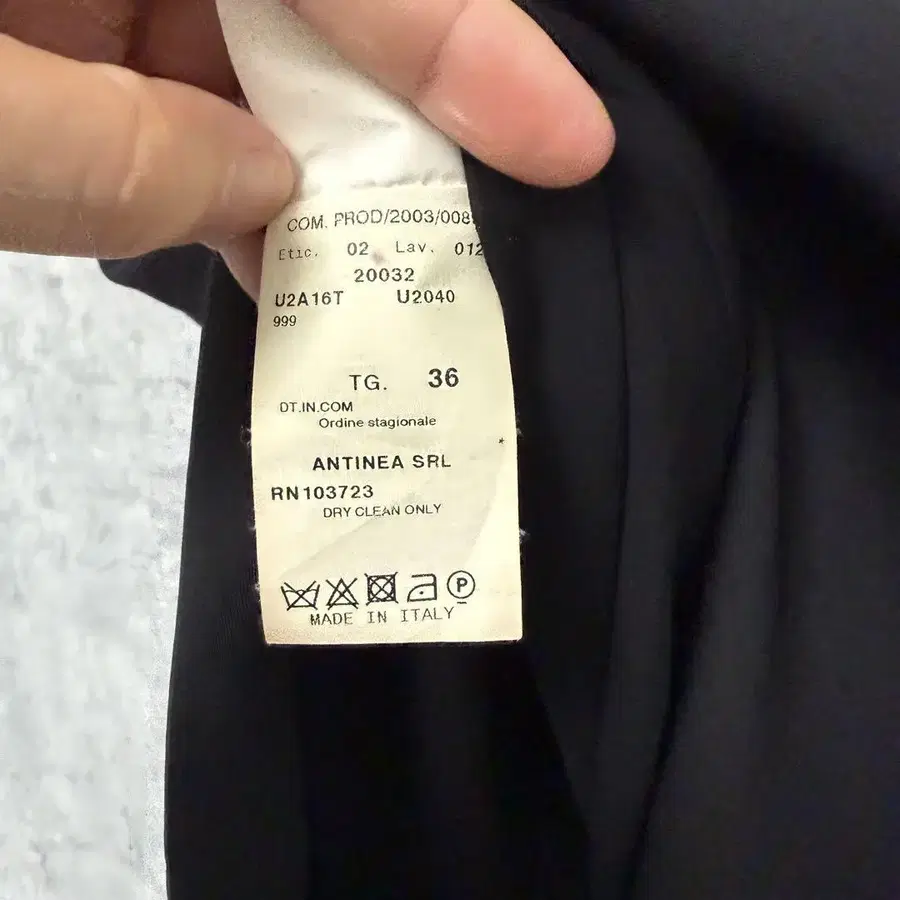 COM. PROD/2003/008
Etic. 02 Lav. 012
20032
U2A16T U2040
999
TG. 36
DT.IN.COM
Ordine stagionale
ANTINEA SRL
RN103723
DRY CLEAN ONLY
P
MADE IN ITALY